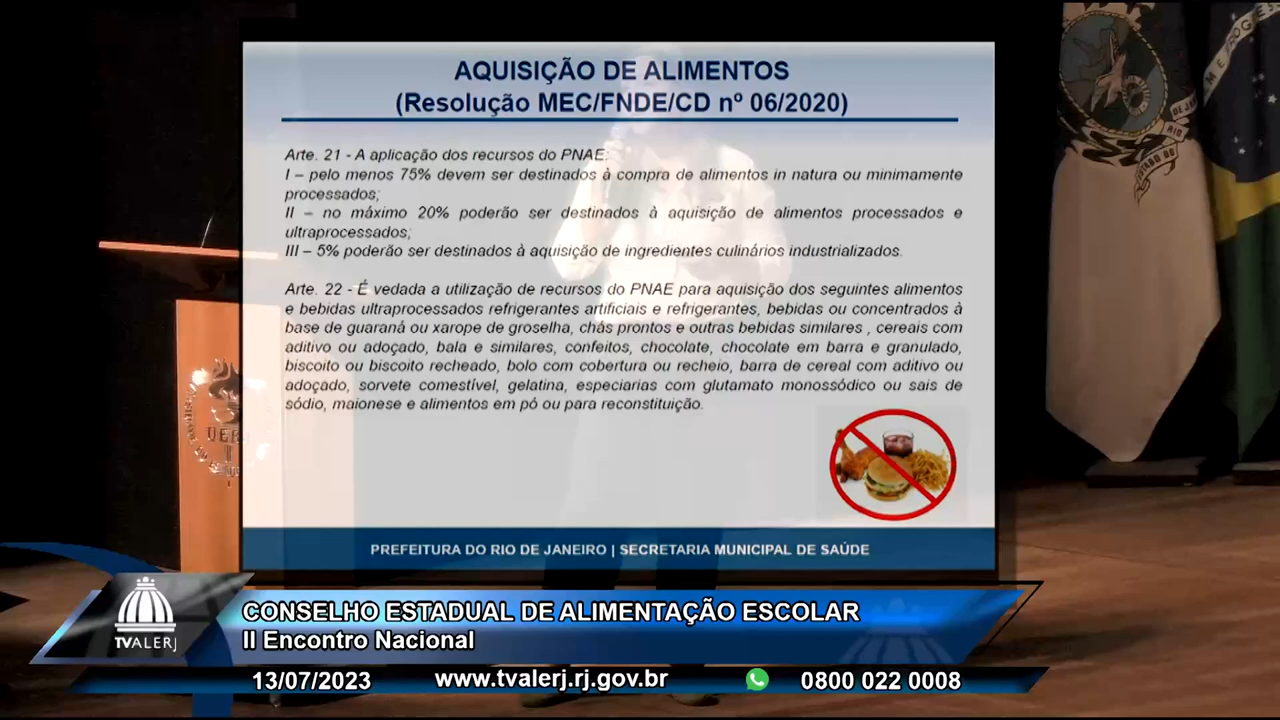 AQUISIÇÃO DE ALIMENTOS
(Resolução MEC/FNDE/CD nº 06/2020)
Arte. 21 - A aplicação dos recursos do PNAE:
I – pelo menos 75% devem ser destinados à compra de alimentos in natura ou minimamente
processados;
II – no máximo 20% poderão ser destinados à aquisição de alimentos processados e
ultraprocessados;
III – 5% poderão ser destinados à aquisição de ingredientes culinários industrializados.
Arte. 22 - É vedada a utilização de recursos do PNAE para aquisição dos seguintes alimentos
e bebidas ultraprocessados refrigerantes artificiais e refrigerantes, bebidas ou concentrados à
base de guaraná ou xarope de groselha, chás prontos e outras bebidas similares , cereais com
aditivo ou adoçado, bala e similares, confeitos, chocolate, chocolate em barra e granulado,
biscoito ou biscoito recheado, bolo com cobertura ou recheio, barra de cereal com aditivo ou
adoçado, sorvete comestível, gelatina, especiarias com glutamato monossódico ou sais de
sódio, maionese e alimentos em pó ou para reconstituição.
PREFEITURA DO RIO DE JANEIRO | SECRETARIA MUNICIPAL DE SAÚDE
UERJ
RIO
ESTADO DO
TVALERJ
CONSELHO ESTADUAL DE ALIMENTAÇÃO ESCOLAR
II Encontro Nacional
13/07/2023
www.tvalerj.rj.gov.br
0800 022 0008